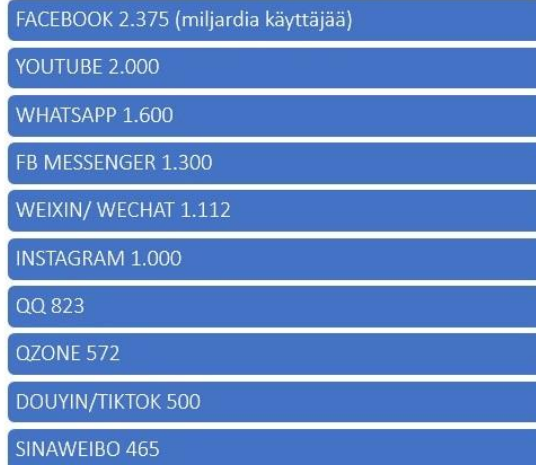 FACEBOOK 2.375 (miljardia käyttäjää)
YOUTUBE 2.000
WHATSAPP 1.600
FB MESSENGER 1.300
WEIXIN/ WECHAT 1.112
INSTAGRAM 1.000
QQ 823
QZONE 572
DOUYIN/TIKTOK 500
SINAWEIBO 465